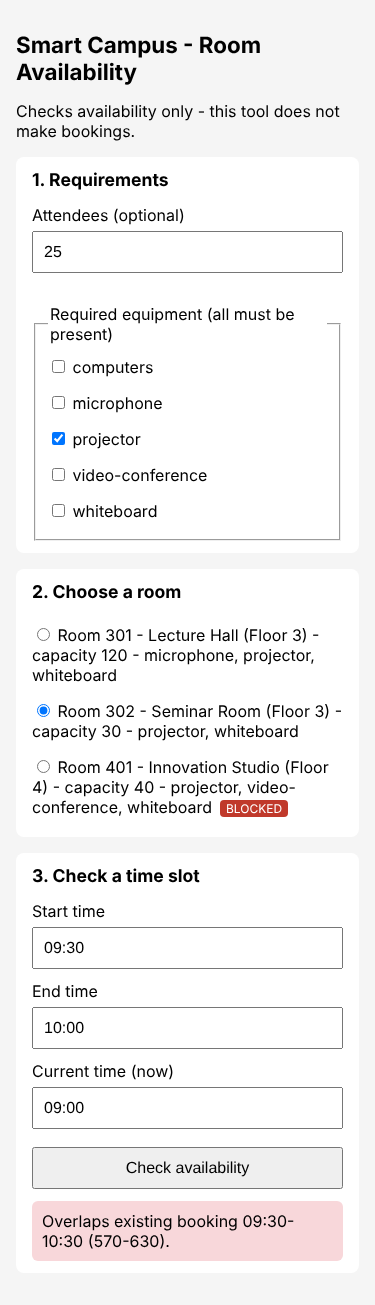 Smart Campus - Room
Availability
Checks availability only - this tool does not
make bookings.
1. Requirements
Attendees (optional)
25
Required equipment (all must be
present)
computers
microphone
projector
video-conference
whiteboard
2. Choose a room
Room 301 - Lecture Hall (Floor 3) -
capacity 120 - microphone, projector,
whiteboard
Room 302 - Seminar Room (Floor 3) -
capacity 30 - projector, whiteboard
Room 401 - Innovation Studio (Floor
4) - capacity 40 - projector, video-
conference, whiteboard BLOCKED
3. Check a time slot
Start time
09:30
End time
10:00
Current time (now)
09:00
Check availability
Overlaps existing booking 09:30-
10:30 (570-630).